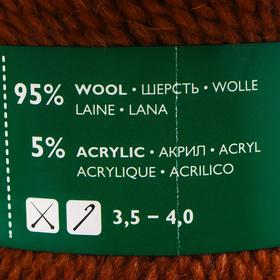 95% WOOL • ШЕРСТЬ • WOLLE
LAINE • LANA
5% ACRYLIC • АКРИЛ • ACRYL
ACRYLIQUE • ACRILICO
3,5 – 4,0